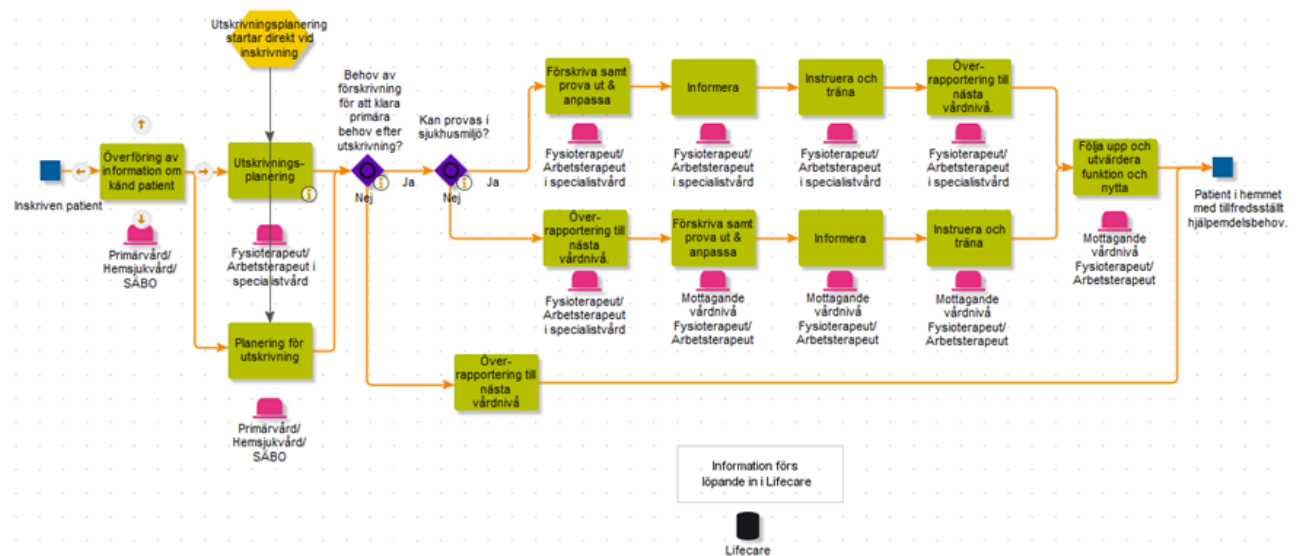 Utskrivningsplanering
startar direkt vid
inskrivning
Inskriven patient
Överföring av
information om
känd patient
Primärvård/
Hemsjukvård/
SÄBO
Utskrivnings-
planering
Fysioterapeut/
Arbetsterapeut i
specialistvård
Planering för
utskrivning
Primärvård/
Hemsjukvård/
SÄBO
Behov av
förskrivning
för att klara
primära
behov efter
utskrivning?
Ja
Nej
Kan provas i
sjukhusmiljö?
Ja
Nej
Förskriva samt
prova ut &
anpassa
Fysioterapeut/
Arbetsterapeut
i specialistvård
Informera
Fysioterapeut/
Arbetsterapeut
i specialistvård
Instruera och
träna
Fysioterapeut/
Arbetsterapeut
i specialistvård
Över-
rapportering till
nästa
vårdnivå.
Fysioterapeut/
Arbetsterapeut
i specialistvård
Över-
rapportering till
nästa
vårdnivå.
Fysioterapeut/
Arbetsterapeut
i specialistvård
Förskriva samt
prova ut &
anpassa
Mottagande
vårdnivå
Fysioterapeut/
Arbetsterapeut
Informera
Mottagande
vårdnivå
Fysioterapeut/
Arbetsterapeut
Instruera och
träna
Mottagande
vårdnivå
Fysioterapeut/
Arbetsterapeut
Följa upp och
utvärdera
funktion och
nytta
Mottagande
vårdnivå
Fysioterapeut/
Arbetsterapeut
Patient i hemmet
med tillfredsställt
hjälpemdelsbehov.
Över-
rapportering till
nästa
vårdnivå
Information förs
löpande in i Lifecare
Lifecare